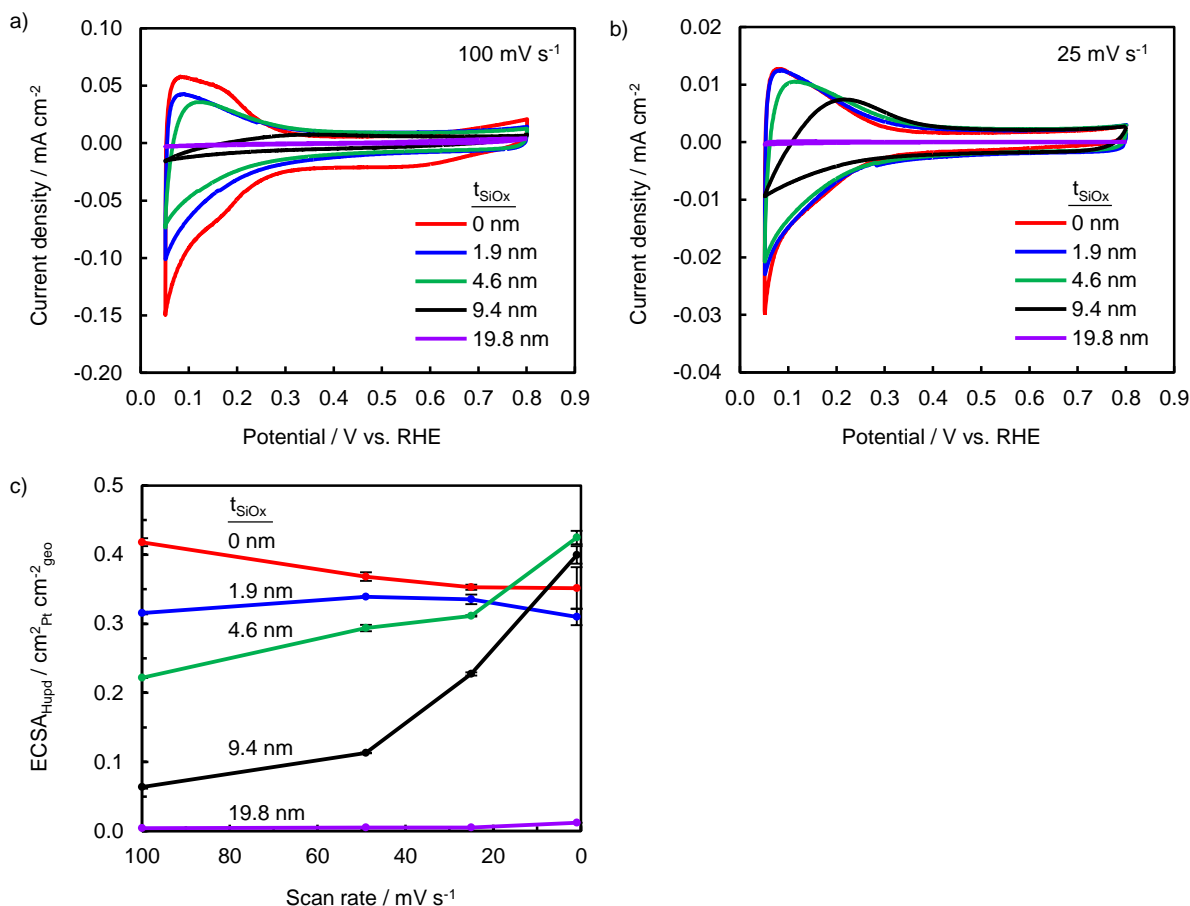 a)
100 mV s⁻¹
Current density / mA cm⁻²
0.10
0.05
0.00
-0.05
-0.10
-0.15
-0.20
t_SiOx
0 nm
1.9 nm
4.6 nm
9.4 nm
19.8 nm
0.0 0.1 0.2 0.3 0.4 0.5 0.6 0.7 0.8 0.9
Potential / V vs. RHE
b)
25 mV s⁻¹
Current density / mA cm⁻²
0.02
0.01
0.00
-0.01
-0.02
-0.03
-0.04
t_SiOx
0 nm
1.9 nm
4.6 nm
9.4 nm
19.8 nm
0.0 0.1 0.2 0.3 0.4 0.5 0.6 0.7 0.8 0.9
Potential / V vs. RHE
c)
ECSA_Hupd / cm²_Pt cm⁻²_geo
0.5
0.4
0.3
0.2
0.1
0.0
t_SiOx
0 nm
1.9 nm
4.6 nm
9.4 nm
19.8 nm
100 80 60 40 20 0
Scan rate / mV s⁻¹